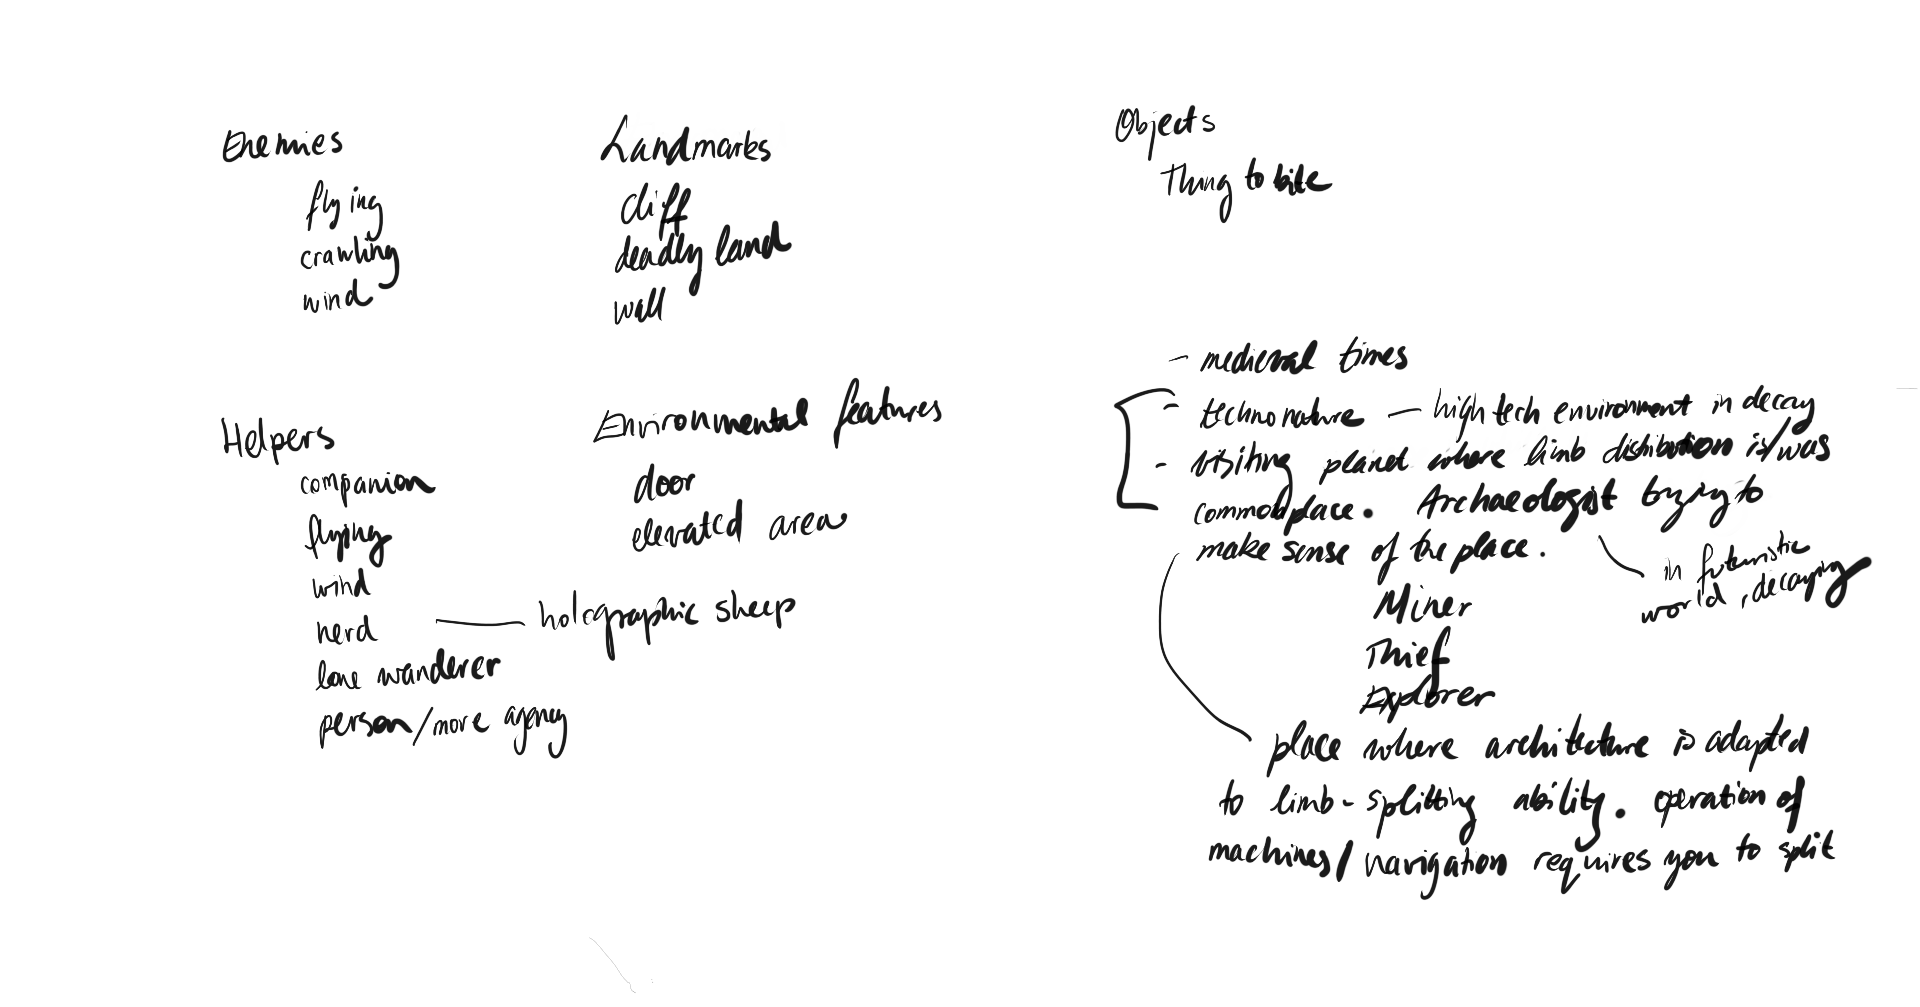 Enemies
flying
crawling
wind
Landmarks
cliff
deadly land
wall
Objects
Thing to bite
Helpers
companion
flying
wind
herd — holographic sheep
lone wanderer
person/more agency
Environmental features
door
elevated area
- medieval times
- technonature — high tech environment in decay
- visiting planet where limb distribution is/was
commonplace. Archaeologist trying to
make sense of the place.
in futuristic
world, decaying
Miner
Thief
Explorer
place where architecture is adapted
to limb-splitting ability. operation of
machines/navigation requires you to split